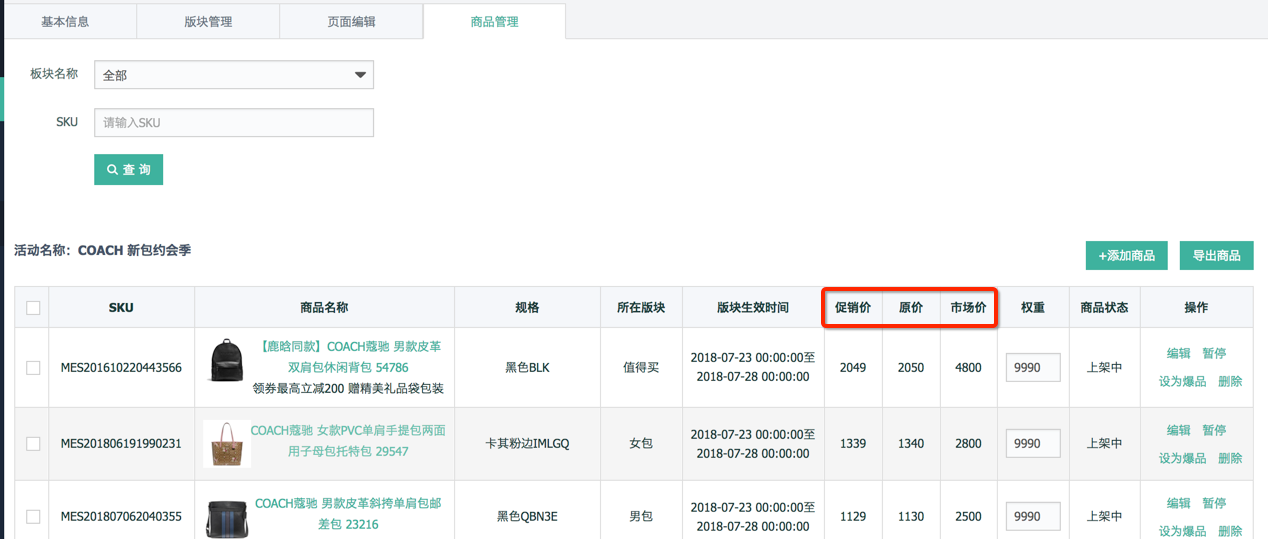 基本信息 版块管理 页面编辑 商品管理
板块名称 全部
SKU 请输入SKU
查 询
活动名称：COACH 新包约会季 +添加商品 导出商品
SKU 商品名称 规格 所在版块 版块生效时间 促销价 原价 市场价 权重 商品状态 操作
MES201610220443566
【鹿晗同款】COACH蔻驰 男款皮革
双肩包休闲背包 54786
领券最高立减200 赠精美礼品袋包装
黑色BLK
值得买
2018-07-23 00:00:00至
2018-07-28 00:00:00
2049 2050 4800 9990 上架中
编辑 暂停
设为爆品 删除
MES201806191990231
COACH蔻驰 女款PVC单肩手提包两面
用子母包托特包 29547
卡其粉边IMLGQ
女包
2018-07-23 00:00:00至
2018-07-28 00:00:00
1339 1340 2800 9990 上架中
编辑 暂停
设为爆品 删除
MES201807062040355
COACH蔻驰 男款皮革斜挎单肩包邮
差包 23216
黑色QBN3E
男包
2018-07-23 00:00:00至
2018-07-28 00:00:00
1129 1130 2500 9990 上架中
编辑 暂停
设为爆品 删除